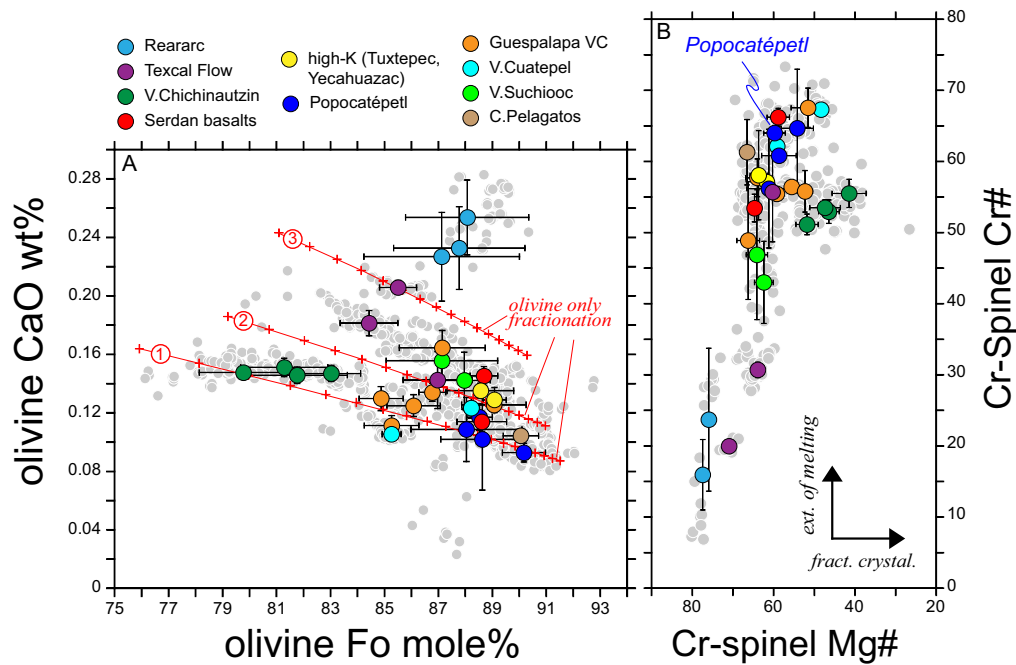 Reararc
Texcal Flow
V.Chichinautzin
Serdan basalts
high-K (Tuxtepec,
Yecahuazac)
Popocatépetl
Guespalapa VC
V.Cuatepel
V.Suchiooc
C.Pelagatos
A
0.28
0.24
0.20
0.16
0.12
0.08
0.04
0
olivine CaO wt%
3
2
1
olivine only
fractionation
75
77
79
81
83
85
87
89
91
93
olivine Fo mole%
B
Popocatépetl
80
70
60
50
40
30
20
10
0
Cr-Spinel Cr#
ext. of melting
fract. crystal.
80
60
40
20
Cr-spinel Mg#